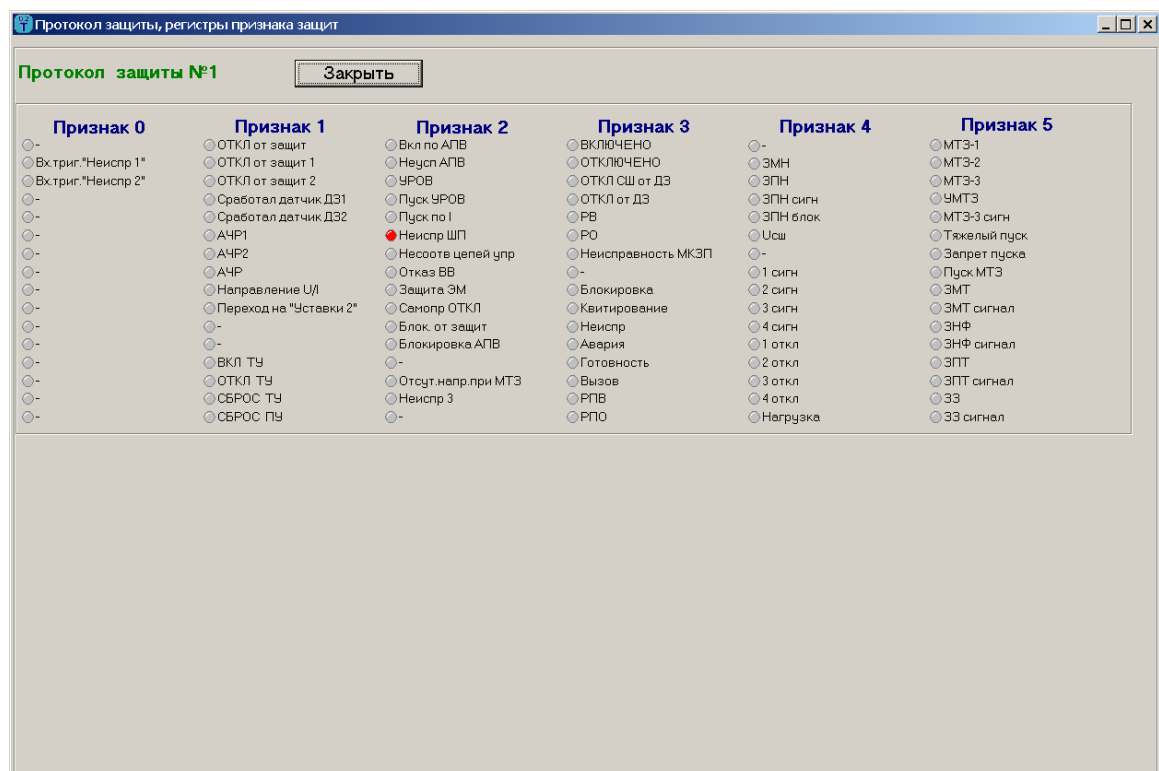 Протокол защиты, регистры признака защит
Протокол защиты №1
Закрыть
Признак 0
-
Вх.триг."Неиспр 1"
Вх.триг."Неиспр 2"
-
-
-
-
-
-
-
-
-
-
-
-
-
Признак 1
ОТКЛ от защит
ОТКЛ от защит 1
ОТКЛ от защит 2
Сработал датчик ДЗ1
Сработал датчик ДЗ2
АЧР1
АЧР2
АЧР
Направление U/I
Переход на "Уставки 2"
-
-
ВКЛ ТУ
ОТКЛ ТУ
СБРОС ТУ
СБРОС ПУ
Признак 2
Вкл по АПВ
Неусп АПВ
УРОВ
Пуск УРОВ
Пуск по I
Неиспр ШП
Несоотв цепей упр
Отказ ВВ
Защита ЭМ
Самопр ОТКЛ
Блок. от защит
Блокировка АПВ
-
Отсут.напр.при МТЗ
Неиспр 3
-
Признак 3
ВКЛЮЧЕНО
ОТКЛЮЧЕНО
ОТКЛ СШ от ДЗ
ОТКЛ от ДЗ
РВ
РО
Неисправность МКЗП
-
Блокировка
Квитирование
Неиспр
Авария
Готовность
Вызов
РПВ
РПО
Признак 4
-
ЗМН
ЗПН
ЗПН сигн
ЗПН блок
Uсш
-
1 сигн
2 сигн
3 сигн
4 сигн
1 откл
2 откл
3 откл
4 откл
Нагрузка
Признак 5
МТЗ-1
МТЗ-2
МТЗ-3
УМТЗ
МТЗ-3 сигн
Тяжелый пуск
Запрет пуска
Пуск МТЗ
ЗМТ
ЗМТ сигнал
ЗНФ
ЗНФ сигнал
ЗПТ
ЗПТ сигнал
ЗЗ
ЗЗ сигнал